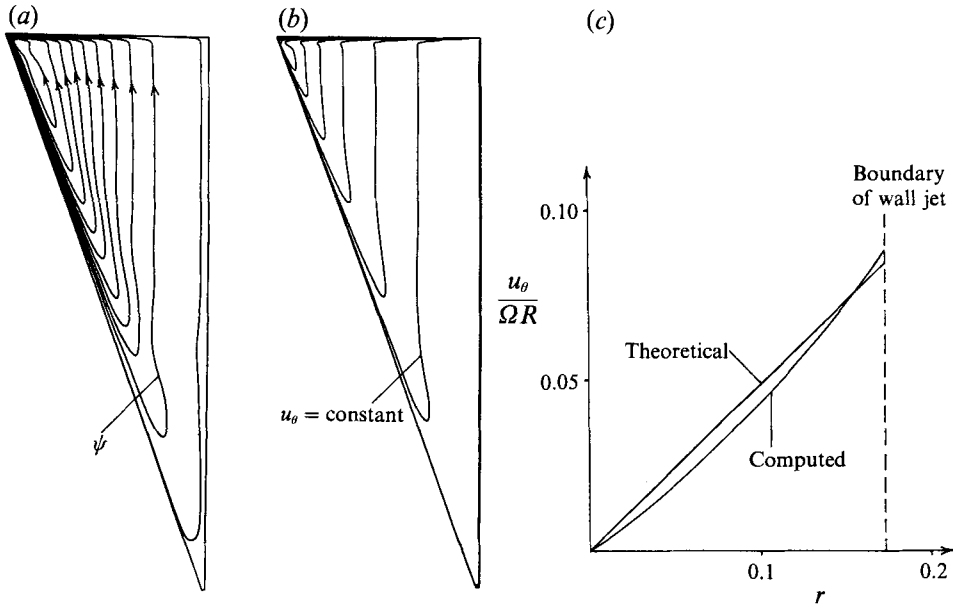 (a)
(b)
(c)
ψ
u_θ = constant
u_θ
ΩR
Boundary
of wall jet
0.10
0.05
Theoretical
Computed
0.1
0.2
r